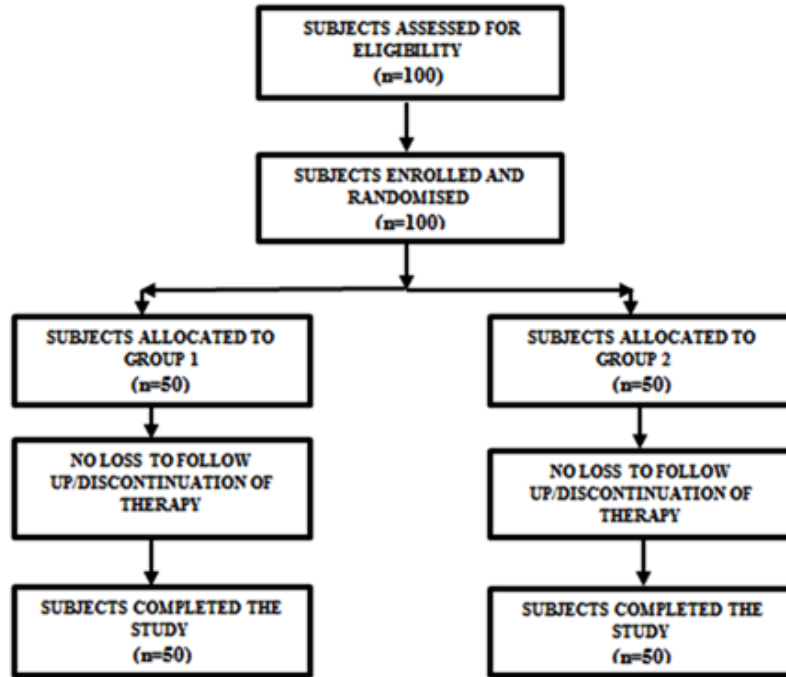 SUBJECTS ASSESSED FOR
ELIGIBILITY
(n=100)
SUBJECTS ENROLLED AND
RANDOMISED
(n=100)
SUBJECTS ALLOCATED TO
GROUP 1
(n=50)
SUBJECTS ALLOCATED TO
GROUP 2
(n=50)
NO LOSS TO FOLLOW
UP/DISCONTINUATION OF
THERAPY
NO LOSS TO FOLLOW
UP/DISCONTINUATION OF
THERAPY
SUBJECTS COMPLETED THE
STUDY
(n=50)
SUBJECTS COMPLETED THE
STUDY
(n=50)